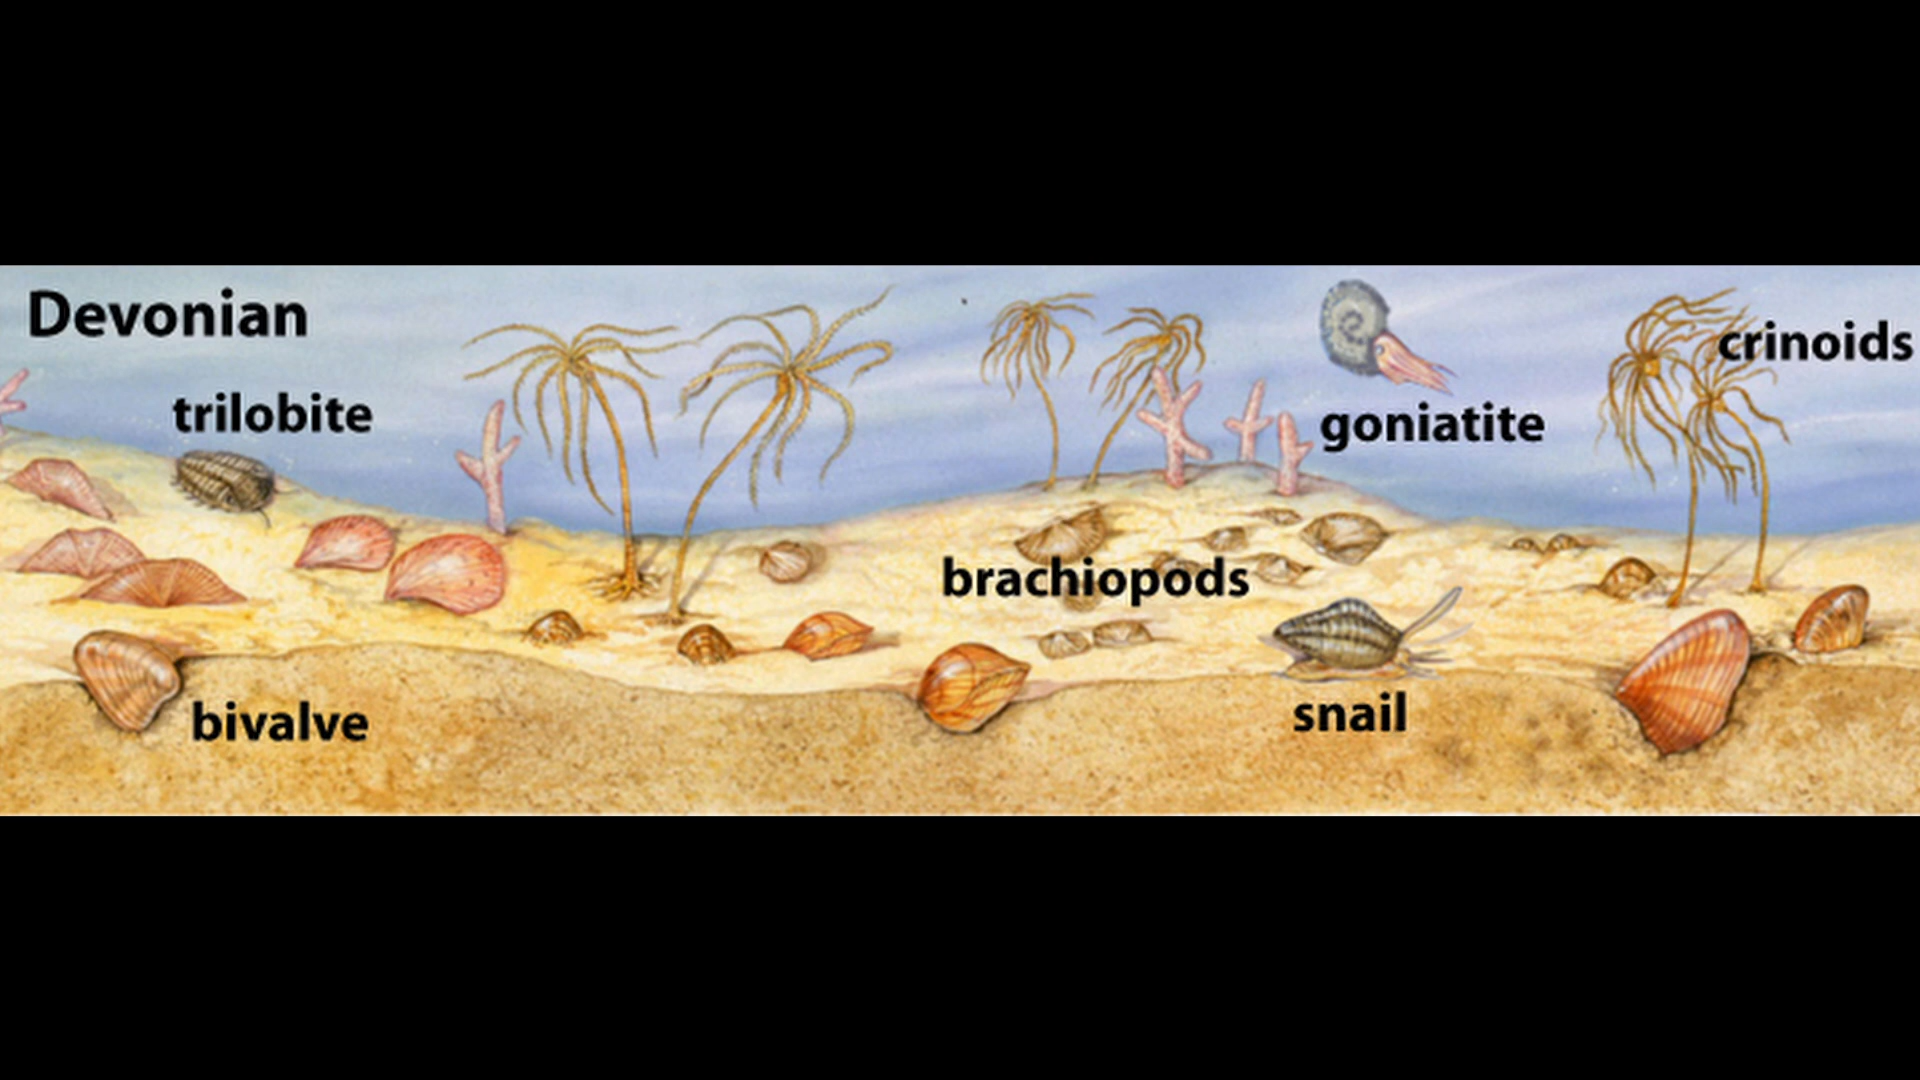 Devonian
trilobite
crinoids
goniatite
brachiopods
bivalve
snail